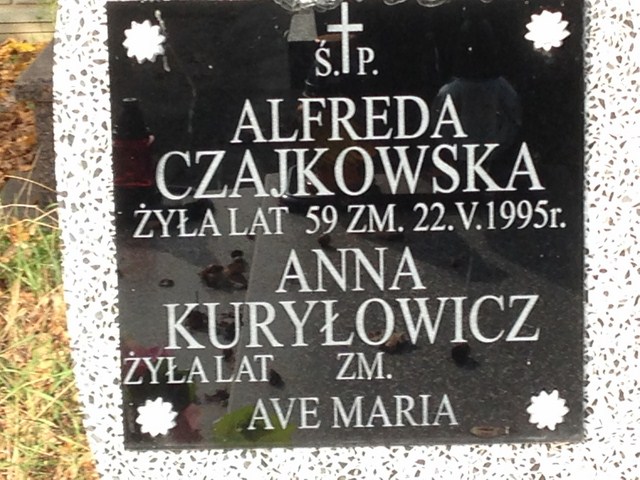 Ś. P.
ALFREDA
CZAJKOWSKA
ŻYŁA LAT 59 ZM. 22.V.1995r.
ANNA
KURYŁOWICZ
ŻYŁA LAT ZM.
AVE MARIA